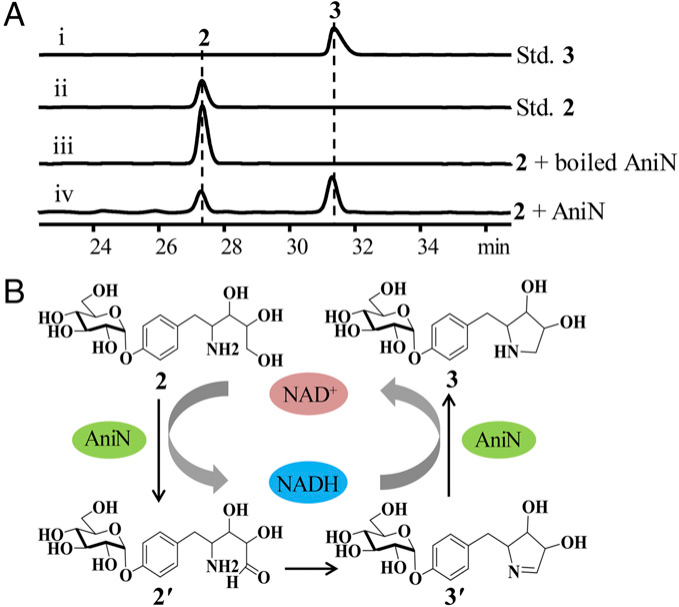 A
2
3
i
Std. 3
ii
Std. 2
iii
2 + boiled AniN
iv
2 + AniN
24 26 28 30 32 34 min
B
OH
HO
HO
O
HO
OH
O
OH
OH
NH2
OH
2
OH
HO
HO
O
HO
OH
O
OH
OH
HN
3
NAD⁺
AniN
AniN
NADH
OH
HO
HO
O
HO
OH
O
OH
OH
NH2
H
O
2′
OH
HO
HO
O
HO
OH
O
OH
OH
N
3′